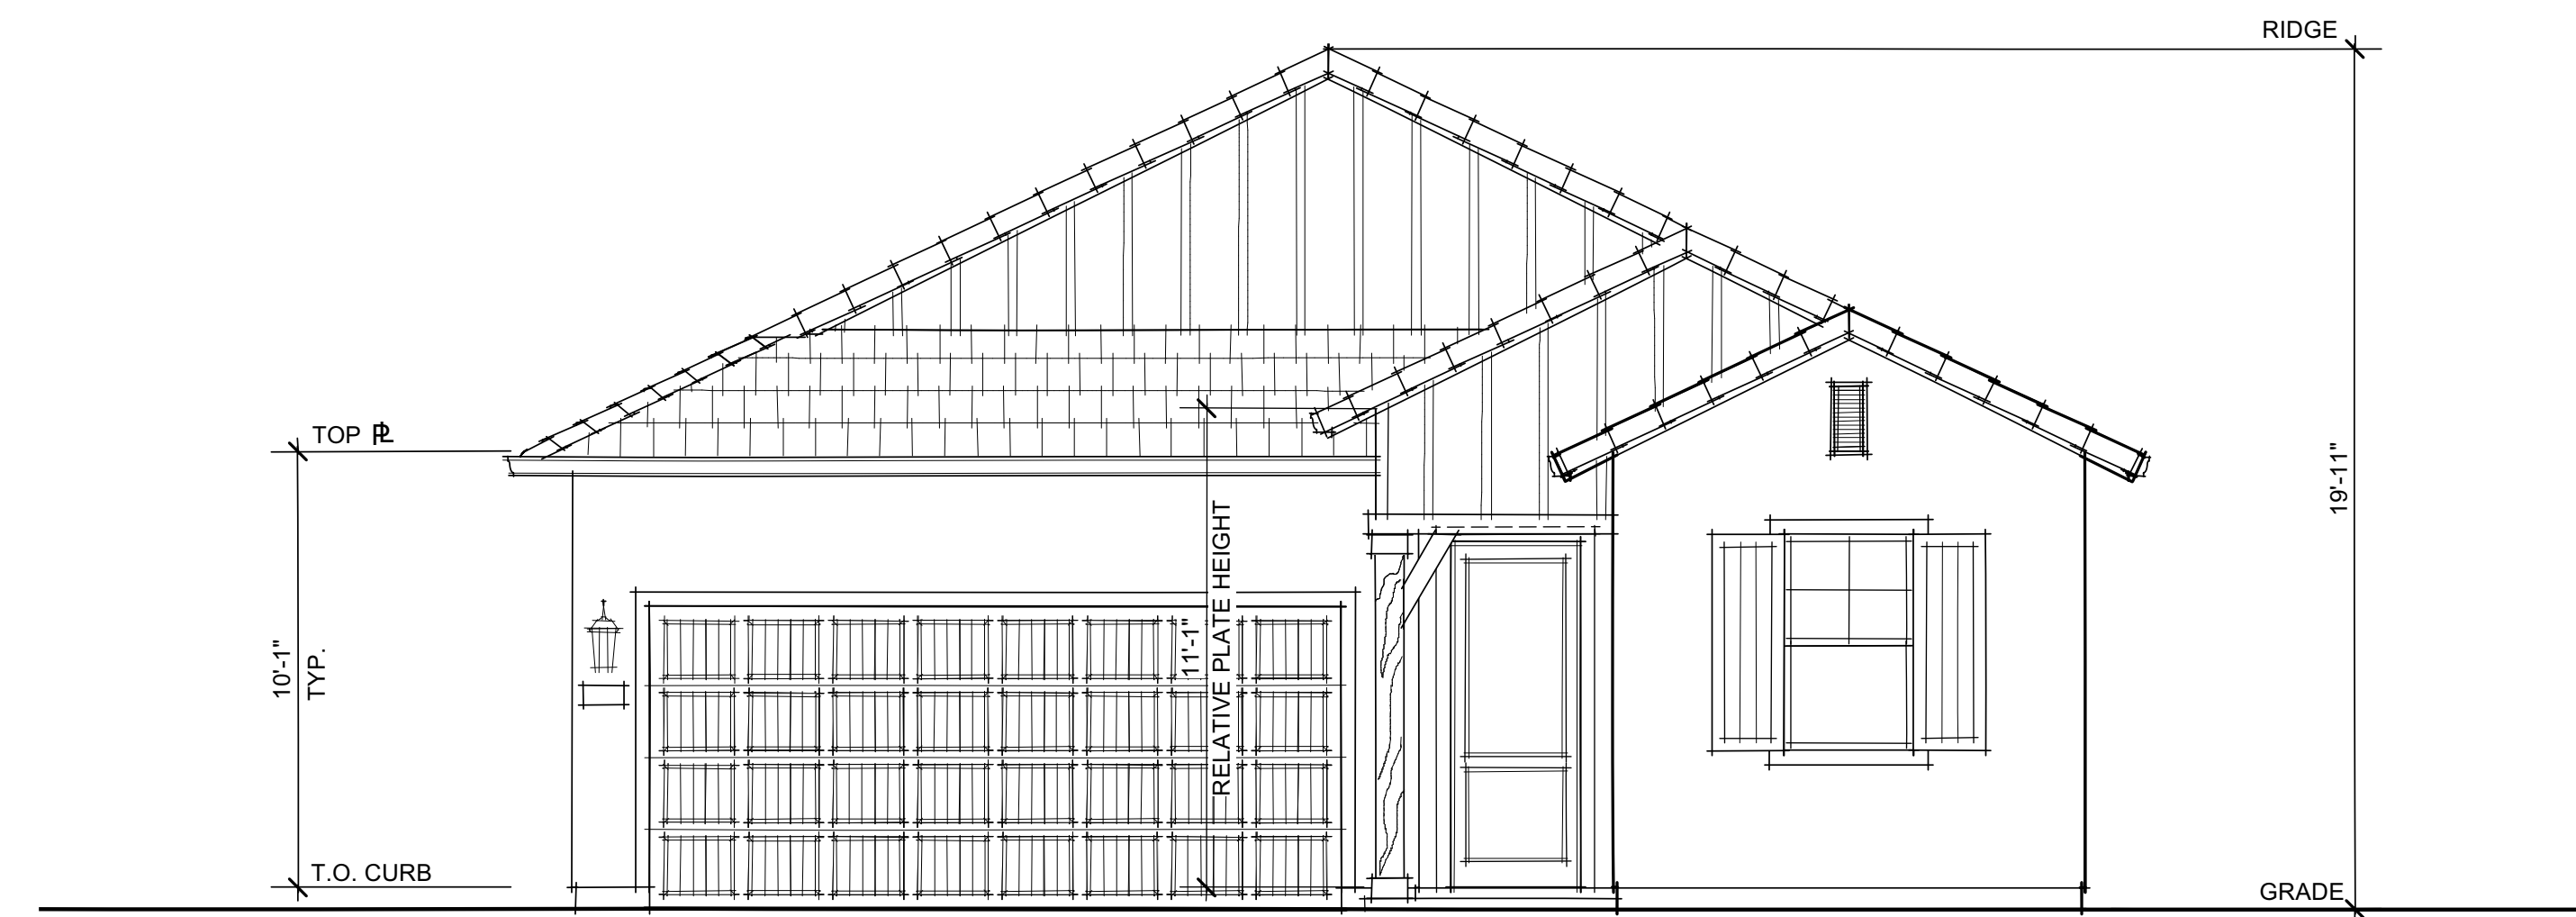 RIDGE
TOP PL
19'-11"
RELATIVE PLATE HEIGHT
11'-1"
10'-1"
TYP.
T.O. CURB
GRADE